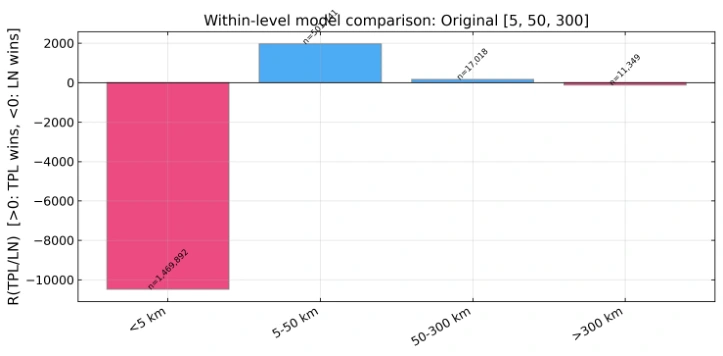 Within-level model comparison: Original [5, 50, 300]
R(TPL/LN) [>0: TPL wins, <0: LN wins]
2000
0
−2000
−4000
−6000
−8000
−10000
n=1,469,892
n=17,018
n=11,349
<5 km
5-50 km
50-300 km
>300 km